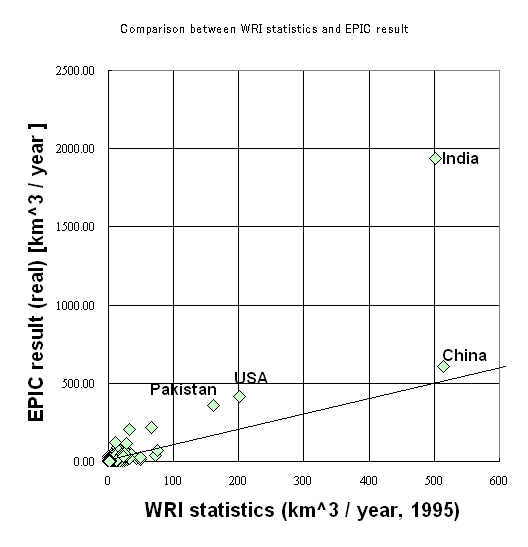 Comparison between WRI statistics and EPIC result
EPIC result (real) [km^3 / year ]
2500.00
2000.00
1500.00
1000.00
500.00
0.00
India
China
USA
Pakistan
0 100 200 300 400 500 600
WRI statistics (km^3 / year, 1995)